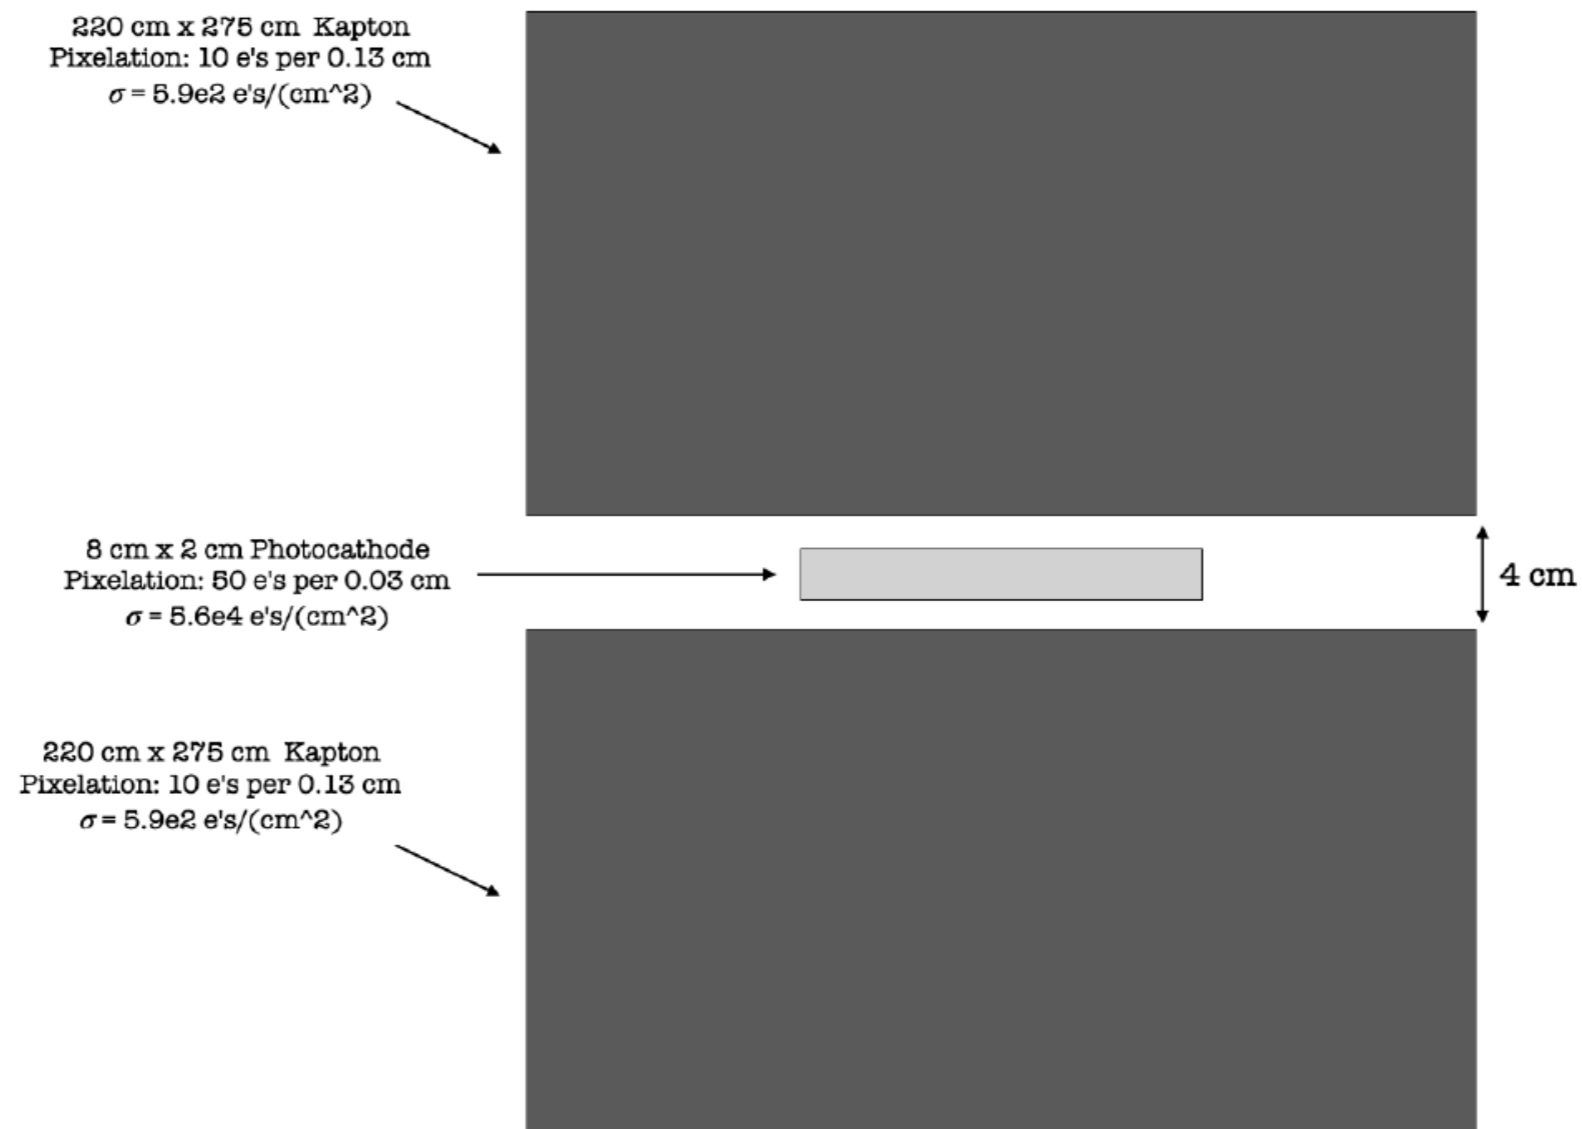 220 cm x 275 cm Kapton
Pixelation: 10 e's per 0.13 cm
σ = 5.9e2 e's/(cm^2)
8 cm x 2 cm Photocathode
Pixelation: 50 e's per 0.03 cm
σ = 5.6e4 e's/(cm^2)
4 cm
220 cm x 275 cm Kapton
Pixelation: 10 e's per 0.13 cm
σ = 5.9e2 e's/(cm^2)